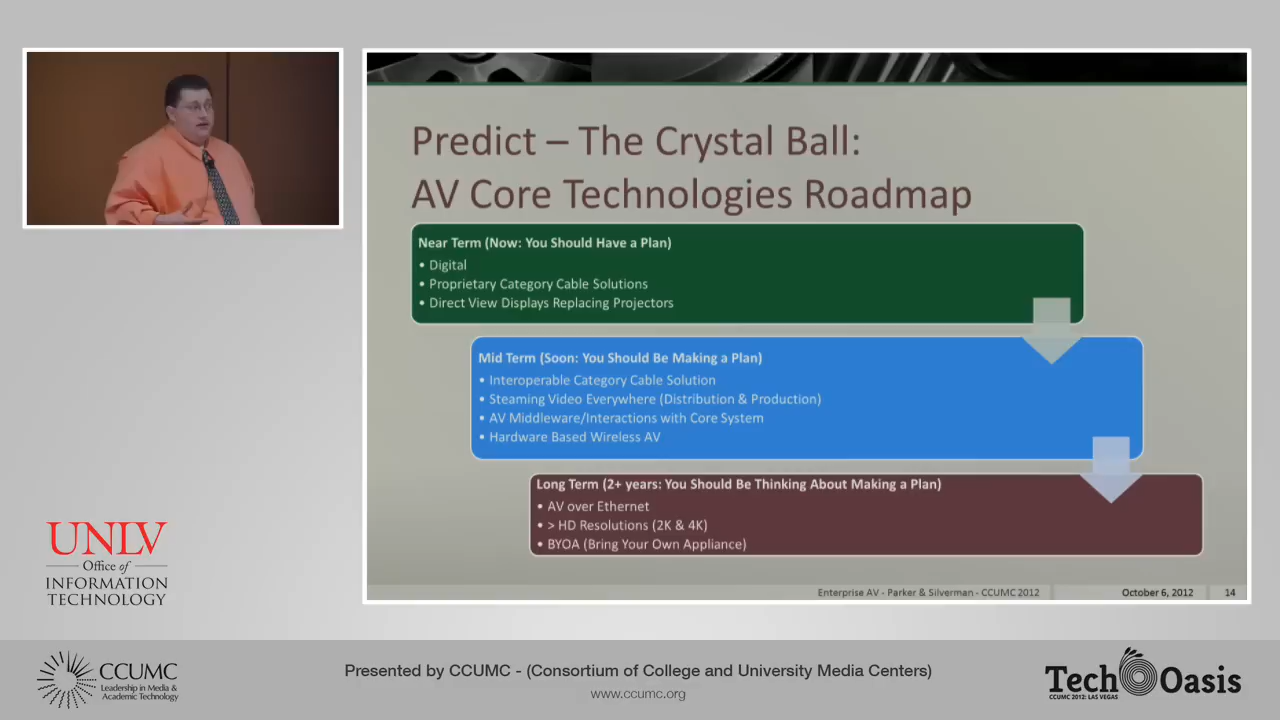 Predict – The Crystal Ball:
AV Core Technologies Roadmap
Near Term (Now: You Should Have a Plan)
• Digital
• Proprietary Category Cable Solutions
• Direct View Displays Replacing Projectors
Mid Term (Soon: You Should Be Making a Plan)
• Interoperable Category Cable Solution
• Steaming Video Everywhere (Distribution & Production)
• AV Middleware/Interactions with Core System
• Hardware Based Wireless AV
Long Term (2+ years: You Should Be Thinking About Making a Plan)
• AV over Ethernet
• > HD Resolutions (2K & 4K)
• BYOA (Bring Your Own Appliance)
Enterprise AV - Parker & Silverman - CCUMC 2012
October 6, 2012
14
UNLV
Office of
INFORMATION
TECHNOLOGY
CCUMC
Leadership in Media &
Academic Technology
Presented by CCUMC - (Consortium of College and University Media Centers)
www.ccumc.org
Tech Oasis
CCUMC 2012: LAS VEGAS